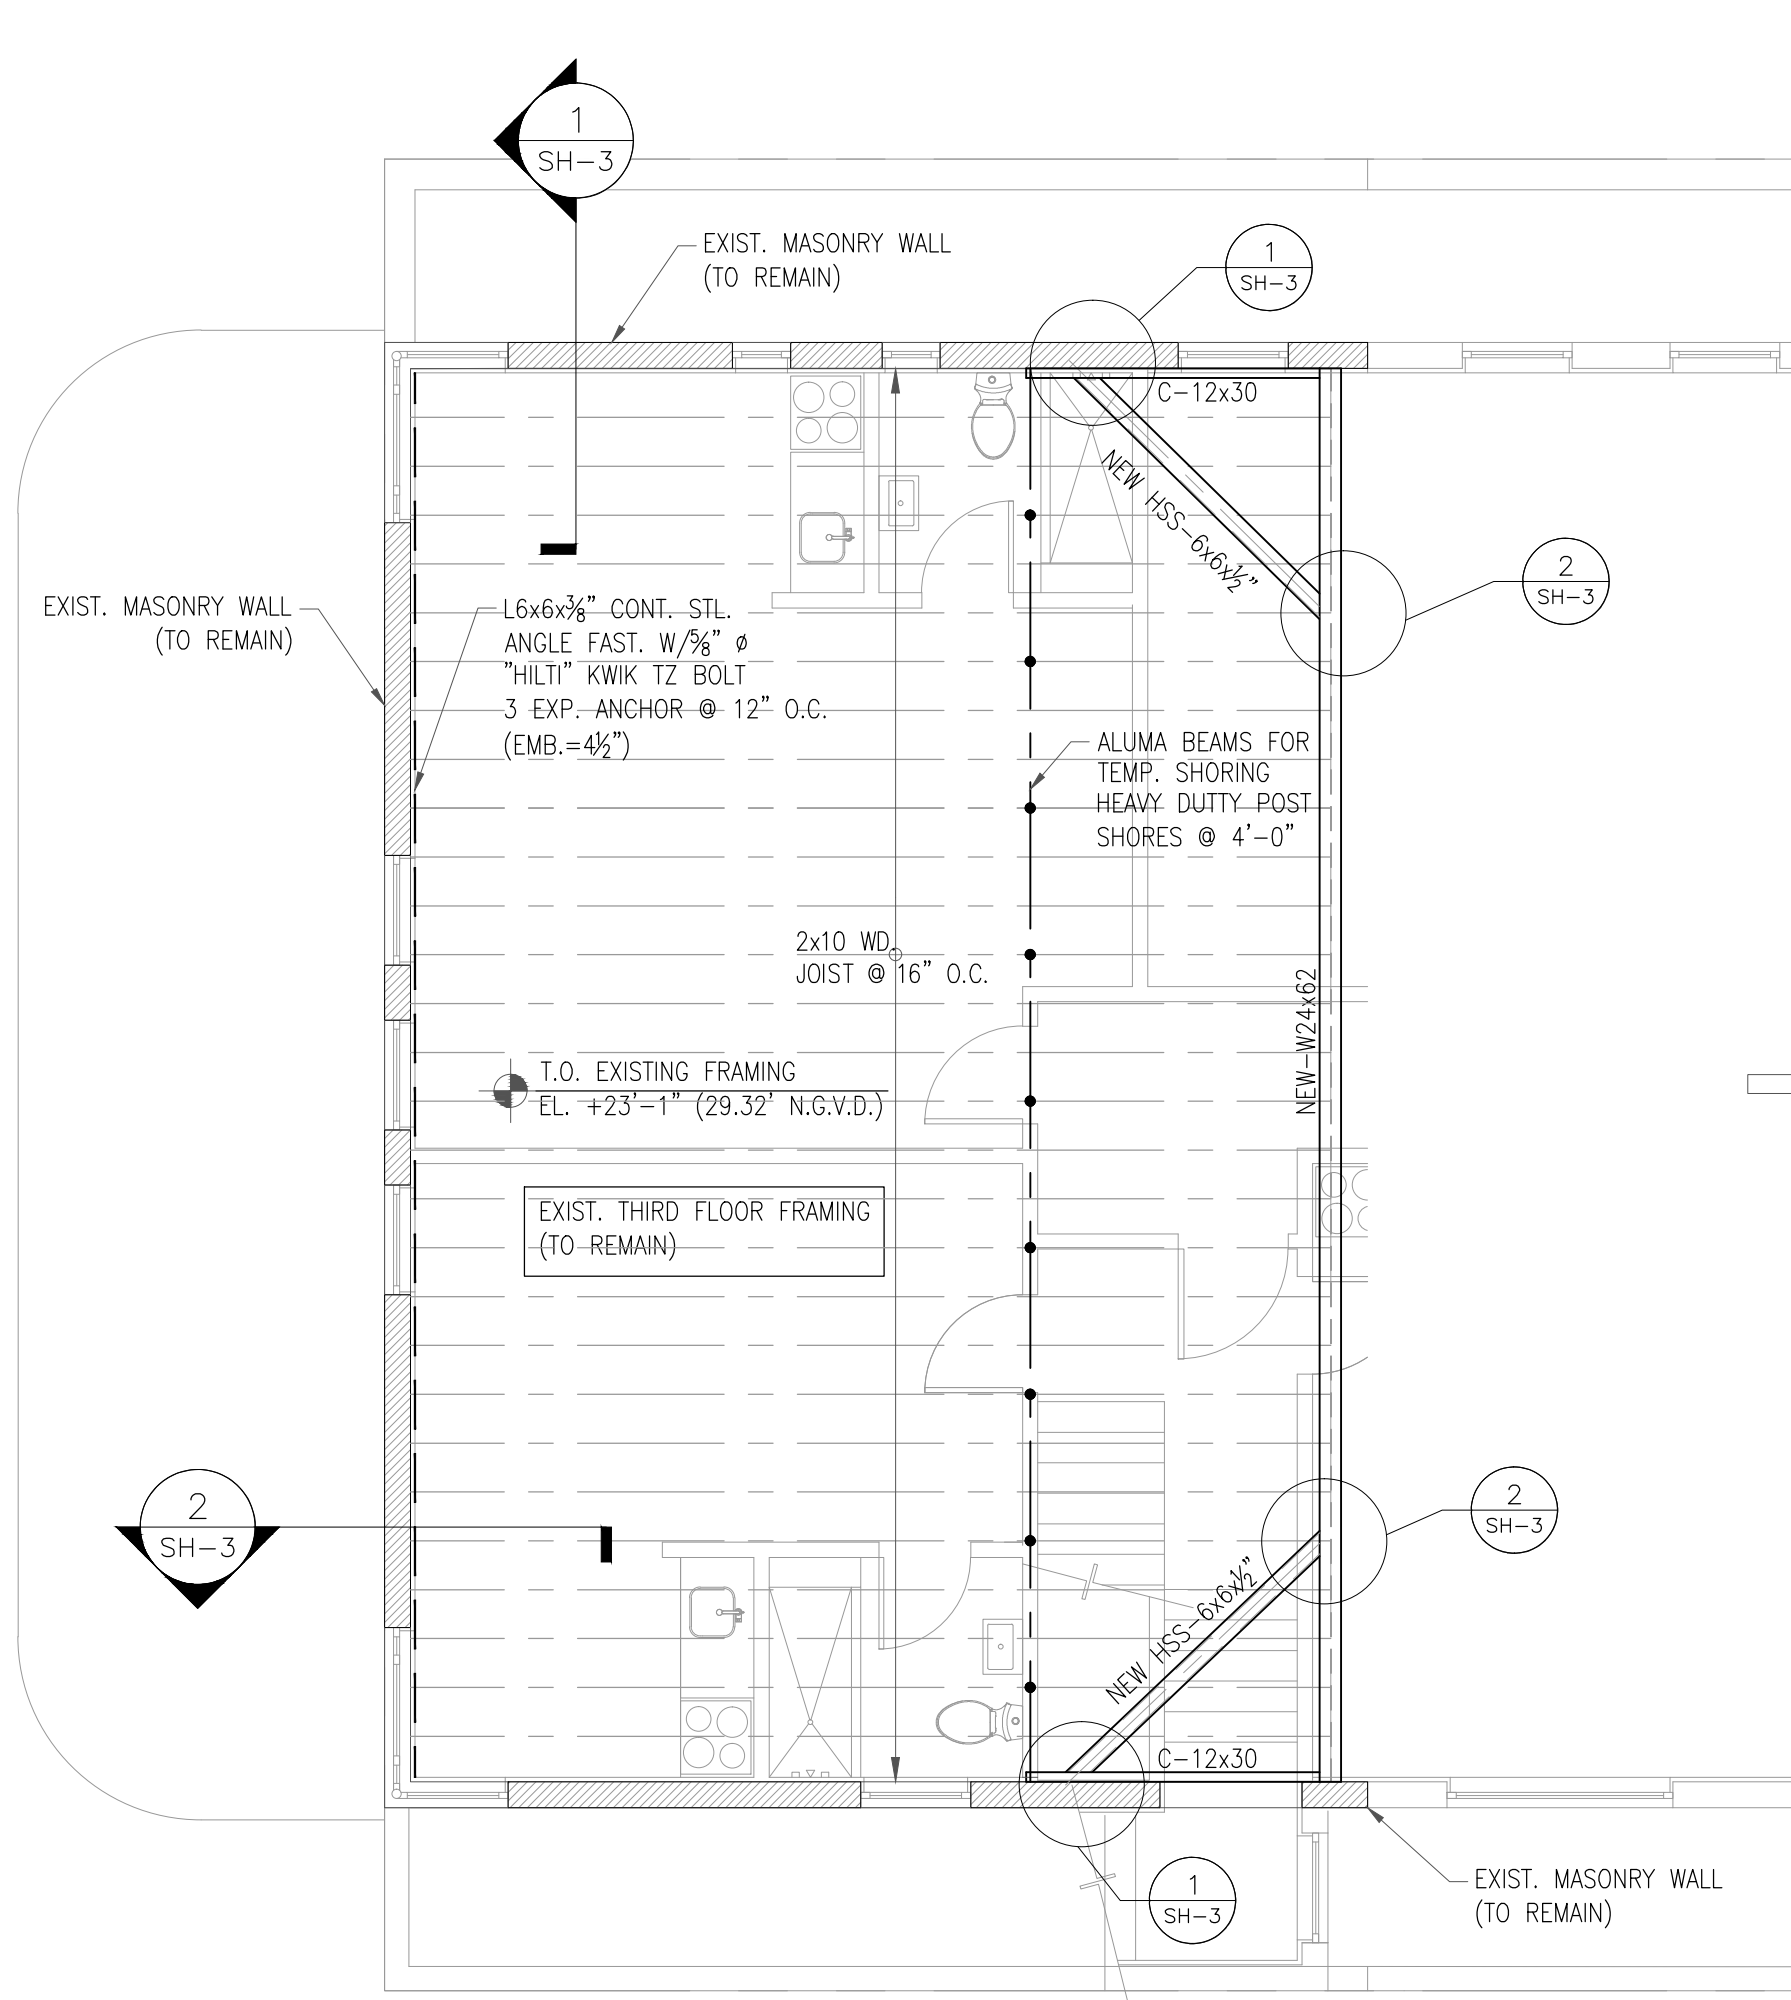 1
SH-3
EXIST. MASONRY WALL
(TO REMAIN)
1
SH-3
C-12x30
NEW HSS-6x6x½"
2
SH-3
EXIST. MASONRY WALL
(TO REMAIN)
L6x6x⅜" CONT. STL.
ANGLE FAST. W/⅝" ø
"HILTI" KWIK TZ BOLT
3 EXP. ANCHOR @ 12" O.C.
(EMB.=4½")
ALUMA BEAMS FOR
TEMP. SHORING
HEAVY DUTTY POST
SHORES @ 4'-0"
2x10 WD.
JOIST @ 16" O.C.
NEW-W24x62
T.O. EXISTING FRAMING
EL. +23'-1" (29.32' N.G.V.D.)
EXIST. THIRD FLOOR FRAMING
(TO REMAIN)
2
SH-3
2
SH-3
NEW HSS-6x6x½"
C-12x30
1
SH-3
EXIST. MASONRY WALL
(TO REMAIN)